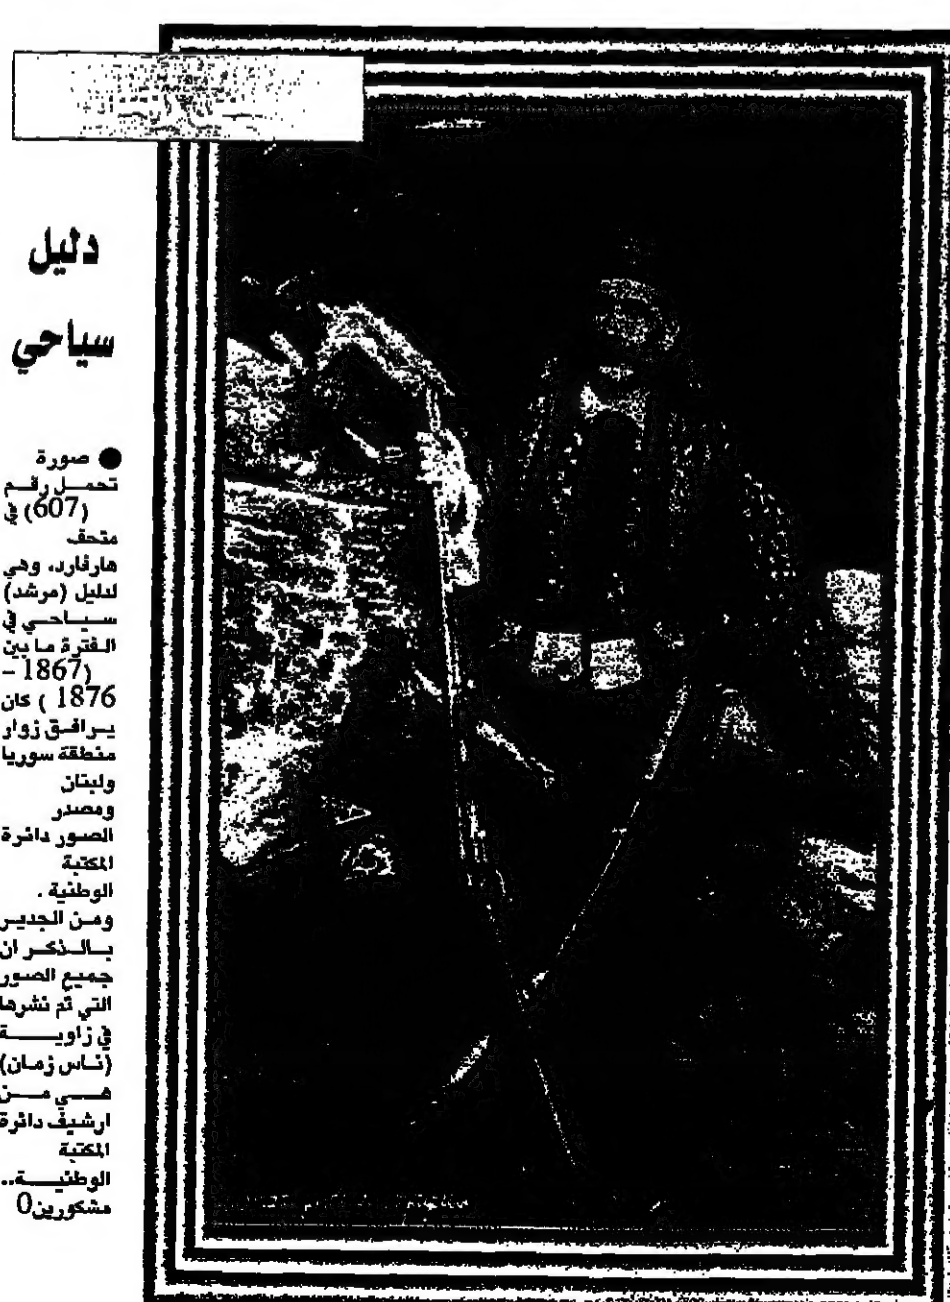 دليل
سياحي
● صورة
تحمل رقم
(607) في
متحف
هارفارد، وهي
لدليل (مرشد)
سياحي في
الفترة ما بين
(1867 –
1876 ) كان
يرافق زوار
منطقة سوريا
ولبنان
ومصدر
الصور دائرة
المكتبة
الوطنية .
ومن الجدير
بالذكر ان
جميع الصور
التي تم نشرها
في زاوية
(ناس زمان)
هي من
ارشيف دائرة
المكتبة
الوطنية..
مشكورين0